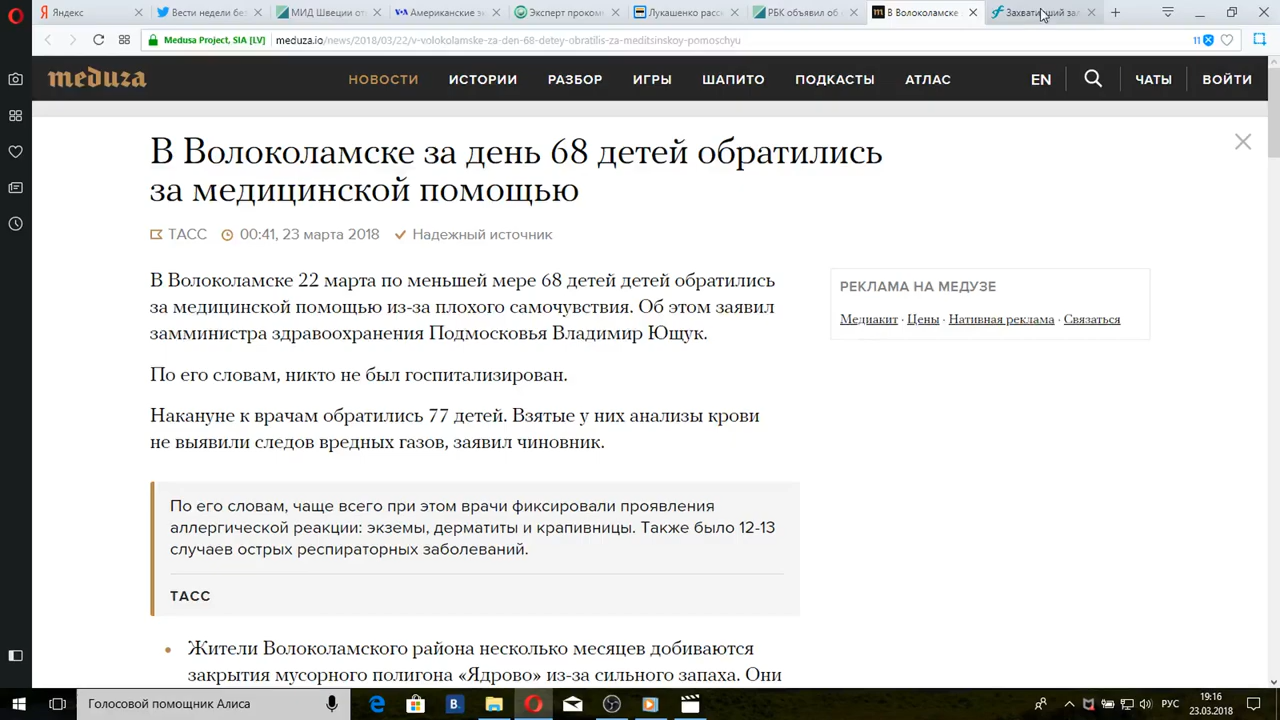 Яндекс
Вести недели без
МИД Швеции от
Американские эк
Эксперт проком
Лукашенко расс
РБК объявил об
В Волоколамске
Захвати ший зал
Medusa Project, SIA [LV]
meduza.io/news/2018/03/22/v-volokolamske-za-den-68-detey-obratilis-za-meditsinskoy-pomoschyu
11
meduza
НОВОСТИ
ИСТОРИИ
РАЗБОР
ИГРЫ
ШАПИТО
ПОДКАСТЫ
АТЛАС
EN
ЧАТЫ
ВОЙТИ
В Волоколамске за день 68 детей обратились
за медицинской помощью
ТАСС 00:41, 23 марта 2018 Надежный источник
В Волоколамске 22 марта по меньшей мере 68 детей детей обратились
за медицинской помощью из-за плохого самочувствия. Об этом заявил
замминистра здравоохранения Подмосковья Владимир Ющук.
По его словам, никто не был госпитализирован.
Накануне к врачам обратились 77 детей. Взятые у них анализы крови
не выявили следов вредных газов, заявил чиновник.
По его словам, чаще всего при этом врачи фиксировали проявления
аллергической реакции: экземы, дерматиты и крапивницы. Также было 12-13
случаев острых респираторных заболеваний.
ТАСС
Жители Волоколамского района несколько месяцев добиваются
закрытия мусорного полигона «Ядрово» из-за сильного запаха. Они
РЕКЛАМА НА МЕДУЗЕ
Медиакит · Цены · Нативная реклама · Связаться
Голосовой помощник Алиса
РУС
19:16
23.03.2018